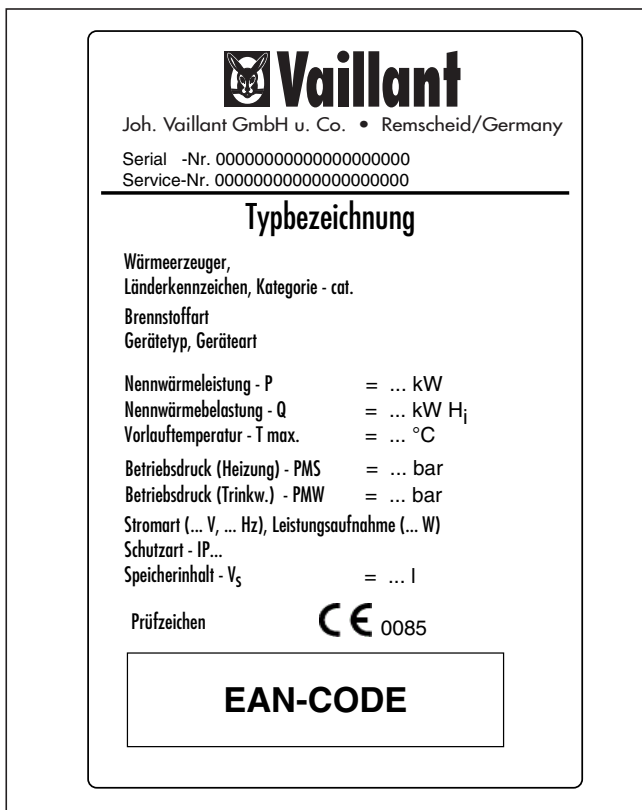 Vaillant
Joh. Vaillant GmbH u. Co. • Remscheid/Germany
Serial -Nr. 00000000000000000000
Service-Nr. 00000000000000000000
Typbezeichnung
Wärmeerzeuger,
Länderkennzeichen, Kategorie - cat.
Brennstoffart
Gerätetyp, Geräteart
Nennwärmeleistung - P = ... kW
Nennwärmebelastung - Q = ... kW Hi
Vorlauftemperatur - T max. = ... °C
Betriebsdruck (Heizung) - PMS = ... bar
Betriebsdruck (Trinkw.) - PMW = ... bar
Stromart (... V, ... Hz), Leistungsaufnahme (... W)
Schutzart - IP...
Speicherinhalt - Vs = ... l
Prüfzeichen CE 0085
EAN-CODE